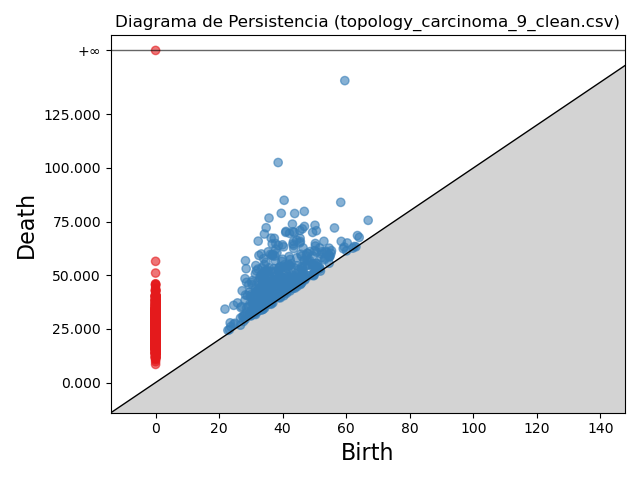 Diagrama de Persistencia (topology_carcinoma_9_clean.csv)
+∞
125.000
100.000
75.000
50.000
25.000
0.000
Death
0 20 40 60 80 100 120 140
Birth